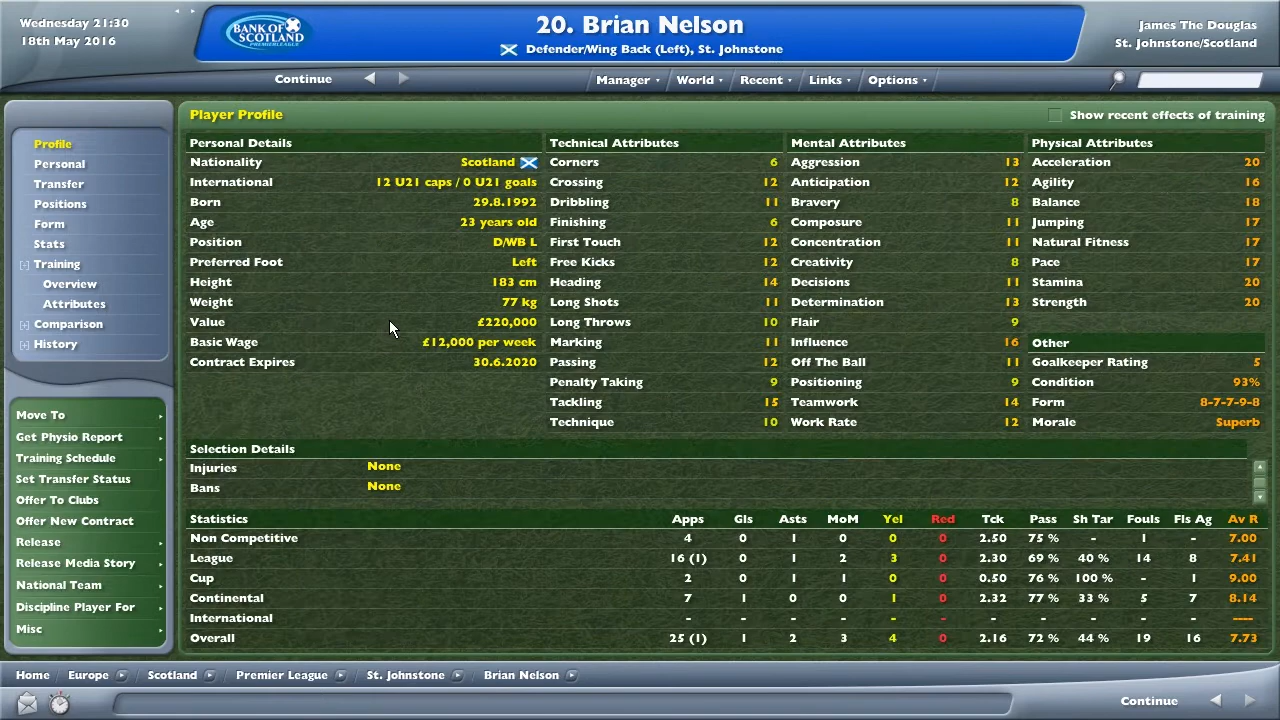 Wednesday 21:30
18th May 2016
BANK OF SCOTLAND PREMIERLEAGUE
20. Brian Nelson
Defender/Wing Back (Left), St. Johnstone
James The Douglas
St. Johnstone/Scotland
Continue
Manager World Recent Links Options
Profile
Personal
Transfer
Positions
Form
Stats
Training
Overview
Attributes
Comparison
History
Move To
Get Physio Report
Training Schedule
Set Transfer Status
Offer To Clubs
Offer New Contract
Release
Release Media Story
National Team
Discipline Player For
Misc
Player Profile
Show recent effects of training
Personal Details
Nationality Scotland
International 12 U21 caps / 0 U21 goals
Born 29.8.1992
Age 23 years old
Position D/WB L
Preferred Foot Left
Height 183 cm
Weight 77 kg
Value £220,000
Basic Wage £12,000 per week
Contract Expires 30.6.2020
Technical Attributes
Corners 6
Crossing 12
Dribbling 11
Finishing 6
First Touch 12
Free Kicks 12
Heading 14
Long Shots 11
Long Throws 10
Marking 11
Passing 12
Penalty Taking 9
Tackling 15
Technique 10
Mental Attributes
Aggression 13
Anticipation 12
Bravery 8
Composure 11
Concentration 11
Creativity 8
Decisions 11
Determination 13
Flair 9
Influence 16
Off The Ball 11
Positioning 9
Teamwork 14
Work Rate 12
Physical Attributes
Acceleration 20
Agility 16
Balance 18
Jumping 17
Natural Fitness 17
Pace 17
Stamina 20
Strength 20
Other
Goalkeeper Rating 5
Condition 93%
Form 8-7-7-9-8
Morale Superb
Selection Details
Injuries None
Bans None
Statistics Apps Gls Asts MoM Yel Red Tck Pass Sh Tar Fouls Fls Ag Av R
Non Competitive 4 0 1 0 0 0 2.50 75 % - 1 - 7.00
League 16 (1) 0 1 2 3 0 2.30 69 % 40 % 14 8 7.41
Cup 2 0 1 1 0 0 0.50 76 % 100 % - 1 9.00
Continental 7 1 0 0 1 0 2.32 77 % 33 % 5 7 8.14
International - - - - - - - - - - - ----
Overall 25 (1) 1 2 3 4 0 2.16 72 % 44 % 19 16 7.73
Home Europe Scotland Premier League St. Johnstone Brian Nelson
Continue